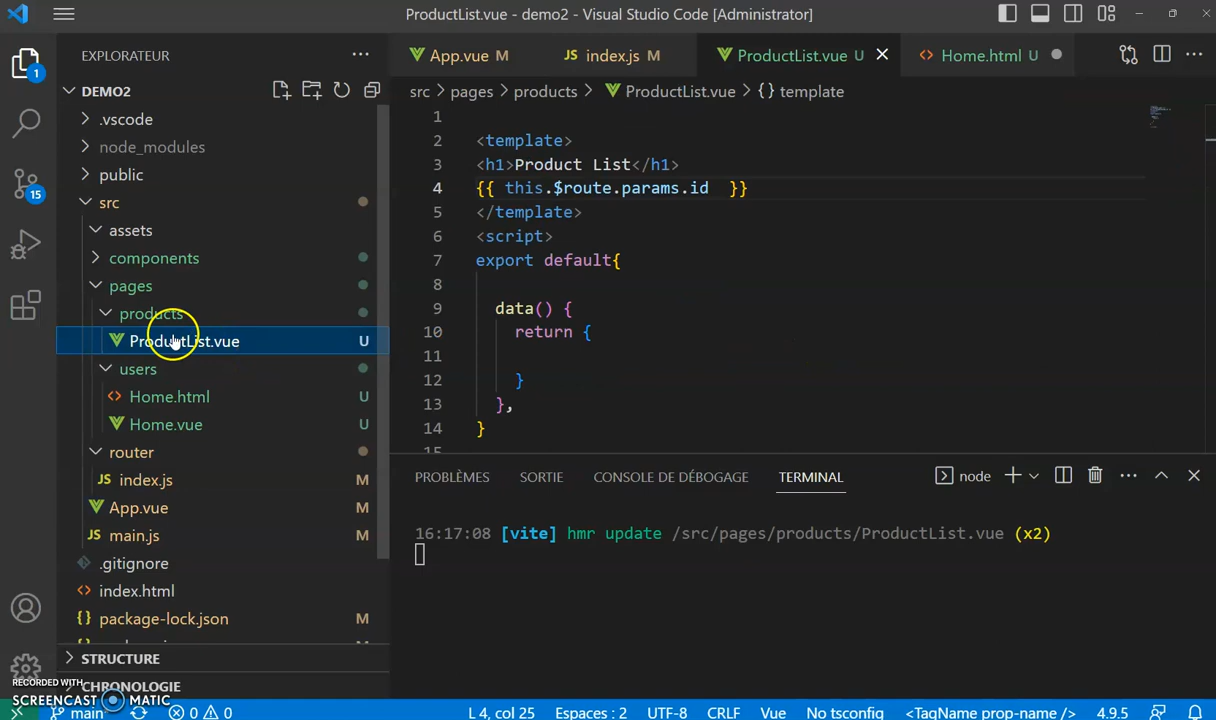 ProductList.vue - demo2 - Visual Studio Code [Administrator]
EXPLORATEUR
App.vue M
JS index.js M
ProductList.vue U
<> Home.html U
DEMO2
src > pages > products > ProductList.vue > {} template
.vscode
node_modules
public
src
assets
components
pages
products
ProductList.vue U
users
<> Home.html U
Home.vue U
router
JS index.js M
App.vue M
JS main.js M
.gitignore
<> index.html
{} package-lock.json M
STRUCTURE
CHRONOLOGIE
1
15
1
2 <template>
3 <h1>Product List</h1>
4 {{ this.$route.params.id }}
5 </template>
6 <script>
7 export default{
8
9 data() {
10 return {
11
12 }
13 },
14 }
15
PROBLÈMES SORTIE CONSOLE DE DÉBOGAGE TERMINAL
node
16:17:08 [vite] hmr update /src/pages/products/ProductList.vue (x2)
RECORDED WITH
SCREENCAST MATIC
main 0 0
L 4, col 25 Espaces : 2 UTF-8 CRLF Vue No tsconfig <TagName prop-name /> 4.9.5